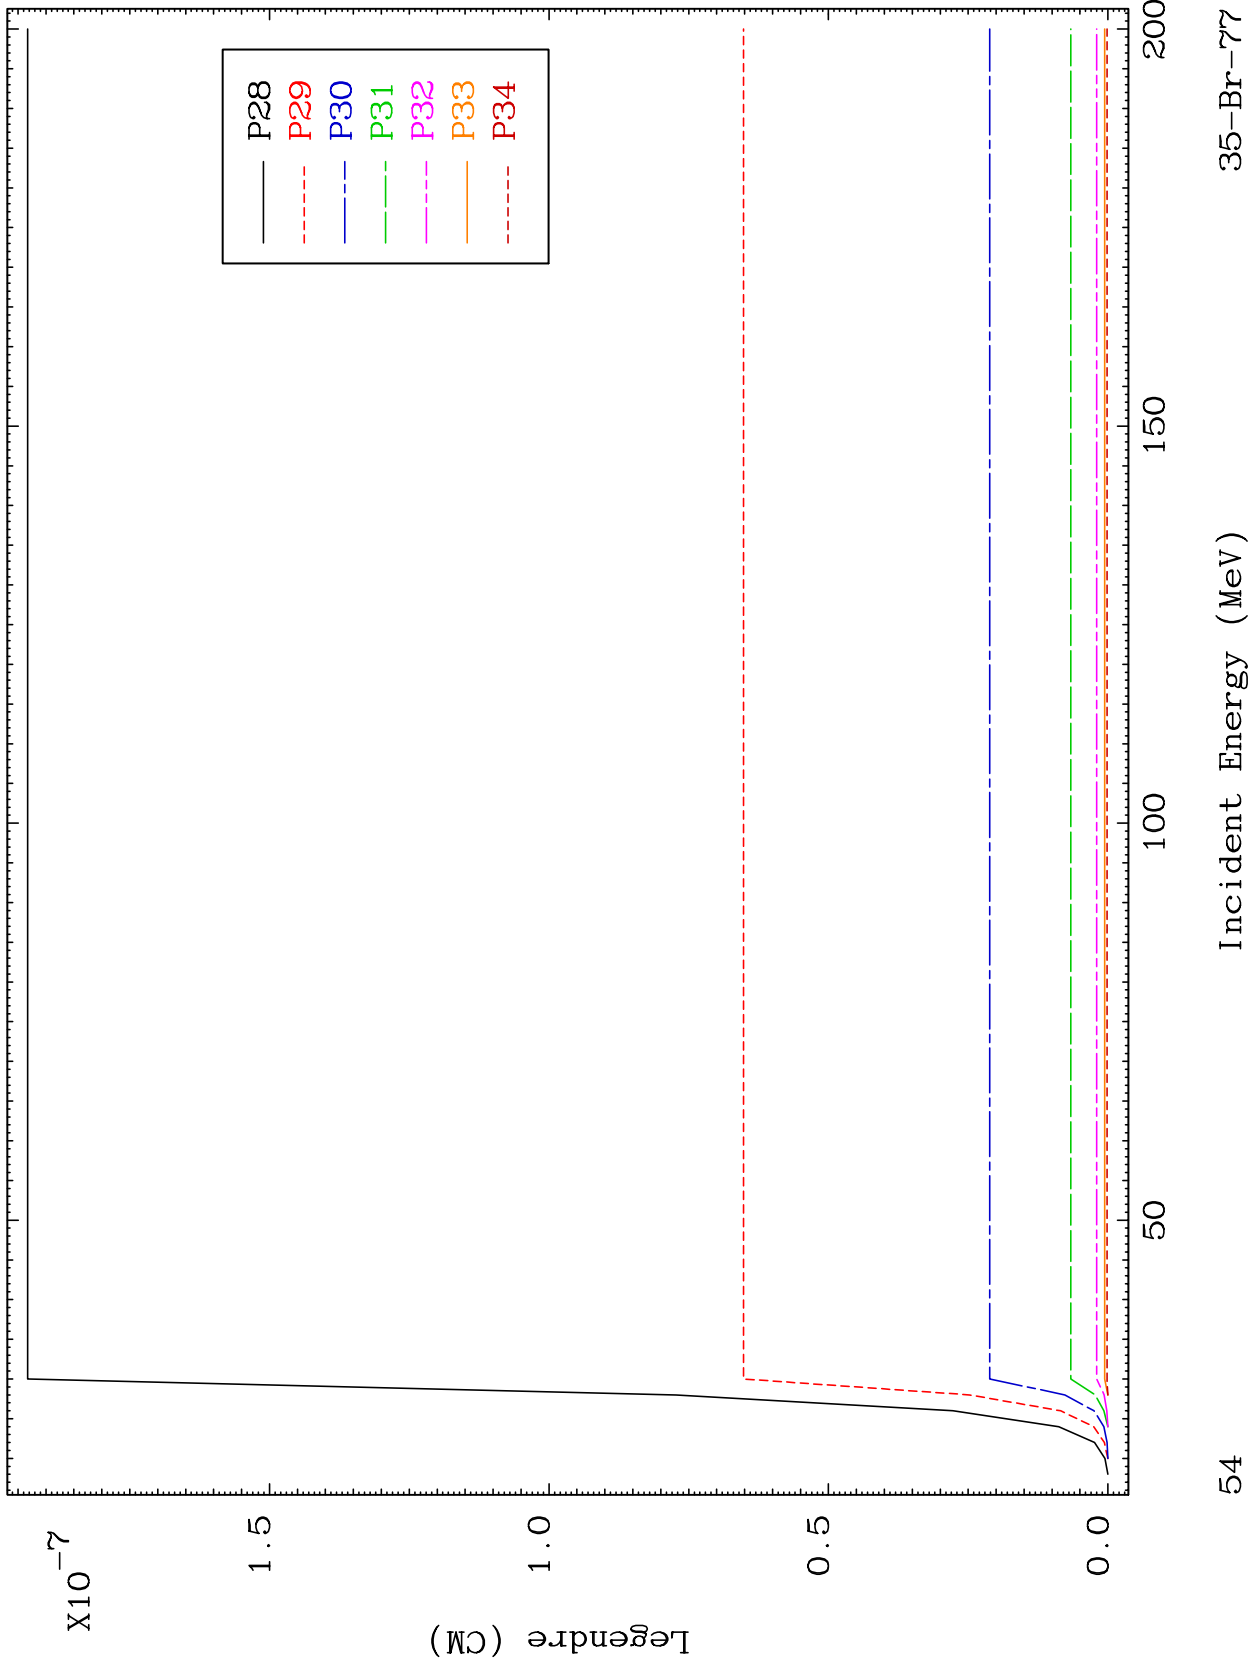 X10-7
1.5
1.0
0.5
0.0
Legendre (CM)
P28
P29
P30
P31
P32
P33
P34
50
100
150
200
Incident Energy (MeV)
54
35-Br-77